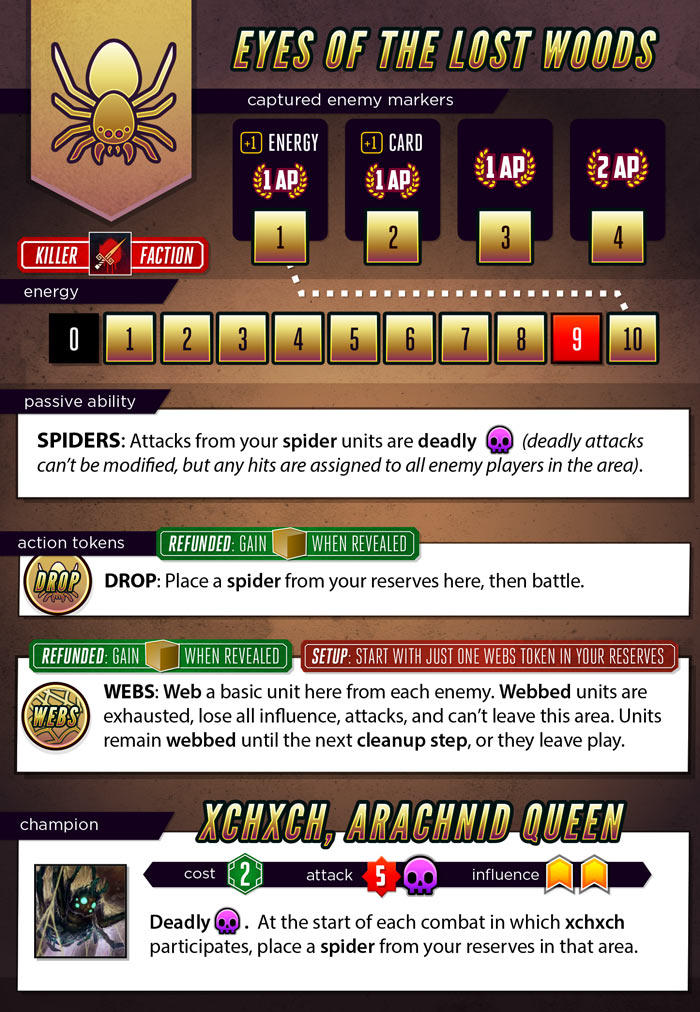 EYES OF THE LOST WOODS
captured enemy markers
+1 ENERGY
1 AP
1
+1 CARD
1 AP
2
1 AP
3
2 AP
4
KILLER FACTION
energy
0 1 2 3 4 5 6 7 8 9 10
passive ability
SPIDERS: Attacks from your spider units are deadly (deadly attacks
can't be modified, but any hits are assigned to all enemy players in the area).
action tokens
REFUNDED: GAIN WHEN REVEALED
DROP
DROP: Place a spider from your reserves here, then battle.
REFUNDED: GAIN WHEN REVEALED
SETUP: START WITH JUST ONE WEBS TOKEN IN YOUR RESERVES
WEBS
WEBS: Web a basic unit here from each enemy. Webbed units are
exhausted, lose all influence, attacks, and can't leave this area. Units
remain webbed until the next cleanup step, or they leave play.
champion
XCHXCH, ARACHNID QUEEN
cost 2 attack 5 influence
Deadly . At the start of each combat in which xchxch
participates, place a spider from your reserves in that area.